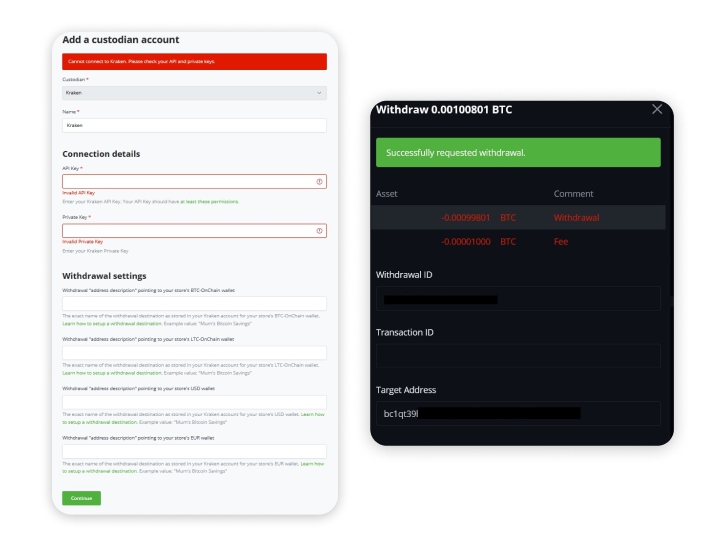 Add a custodian account
Cannot connect to Kraken. Please check your API and private keys.
Custodian *
Kraken
Name *
Kraken
Connection details
API Key *
Invalid API Key
Enter your Kraken API Key. Your API Key should have at least these permissions.
Private Key *
Invalid Private Key
Enter your Kraken Private Key
Withdrawal settings
Withdrawal "address description" pointing to your store's BTC-OnChain wallet
The exact name of the withdrawal destination as stored in your Kraken account for your store's BTC-OnChain wallet.
Learn how to setup a withdrawal destination. Example value: "Mum's Bitcoin Savings"
Withdrawal "address description" pointing to your store's LTC-OnChain wallet
The exact name of the withdrawal destination as stored in your Kraken account for your store's LTC-OnChain wallet.
Learn how to setup a withdrawal destination. Example value: "Mum's Bitcoin Savings"
Withdrawal "address description" pointing to your store's USD wallet
The exact name of the withdrawal destination as stored in your Kraken account for your store's USD wallet. Learn how
to setup a withdrawal destination. Example value: "Mum's Bitcoin Savings"
Withdrawal "address description" pointing to your store's EUR wallet
The exact name of the withdrawal destination as stored in your Kraken account for your store's EUR wallet. Learn how
to setup a withdrawal destination. Example value: "Mum's Bitcoin Savings"
Continue
Withdraw 0.00100801 BTC
Successfully requested withdrawal.
Asset Comment
-0.00099801 BTC Withdrawal
-0.00001000 BTC Fee
Withdrawal ID
Transaction ID
Target Address
bc1qt39l